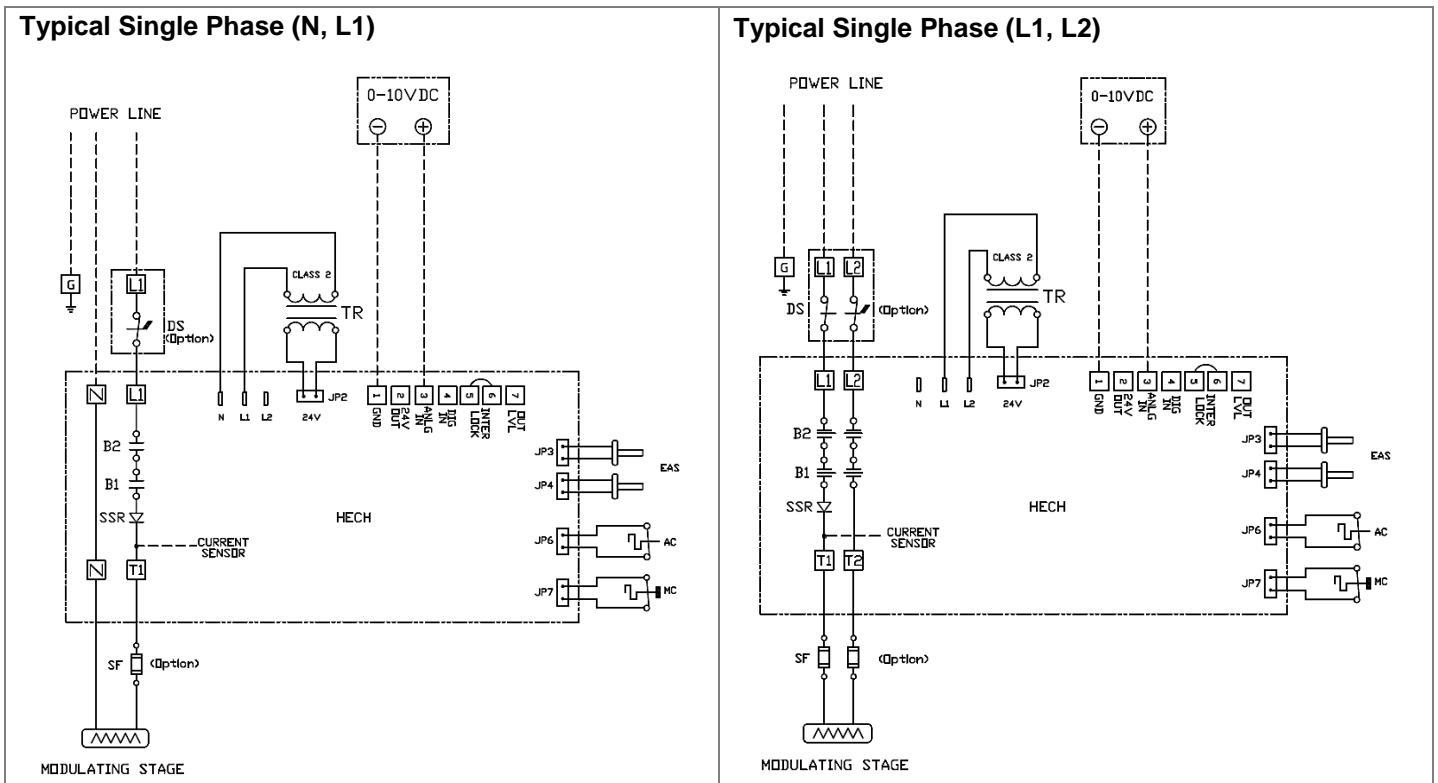 Typical Single Phase (N, L1)
POWER LINE
0-10VDC
- +
G
L1
DS
(Option)
CLASS 2
TR
N
L1
N L1 L2
24V
JP2
1 2 3 4 5 6 7
GND
24V OUT
ANLG IN
DIG IN
INTER LOCK
OUT LVL
B2
B1
SSR
CURRENT SENSOR
HECH
JP3
JP4
EAS
JP6
AC
JP7
MC
N
T1
SF (Option)
MODULATING STAGE
Typical Single Phase (L1, L2)
POWER LINE
0-10VDC
- +
G
L1 L2
DS (Option)
CLASS 2
TR
L1 L2
N L1 L2
24V
JP2
1 2 3 4 5 6 7
GND
24V OUT
ANLG IN
DIG IN
INTER LOCK
OUT LVL
B2
B1
SSR
CURRENT SENSOR
HECH
JP3
JP4
EAS
JP6
AC
JP7
MC
T1 T2
SF (Option)
MODULATING STAGE